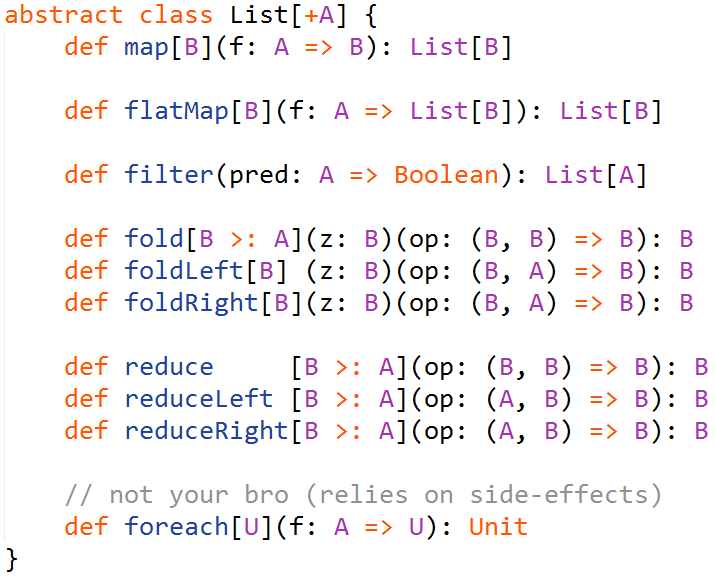 abstract class List[+A] {
    def map[B](f: A => B): List[B]

    def flatMap[B](f: A => List[B]): List[B]

    def filter(pred: A => Boolean): List[A]

    def fold[B >: A](z: B)(op: (B, B) => B): B
    def foldLeft[B] (z: B)(op: (B, A) => B): B
    def foldRight[B](z: B)(op: (B, A) => B): B

    def reduce     [B >: A](op: (B, B) => B): B
    def reduceLeft [B >: A](op: (A, B) => B): B
    def reduceRight[B >: A](op: (A, B) => B): B

    // not your bro (relies on side-effects)
    def foreach[U](f: A => U): Unit
}